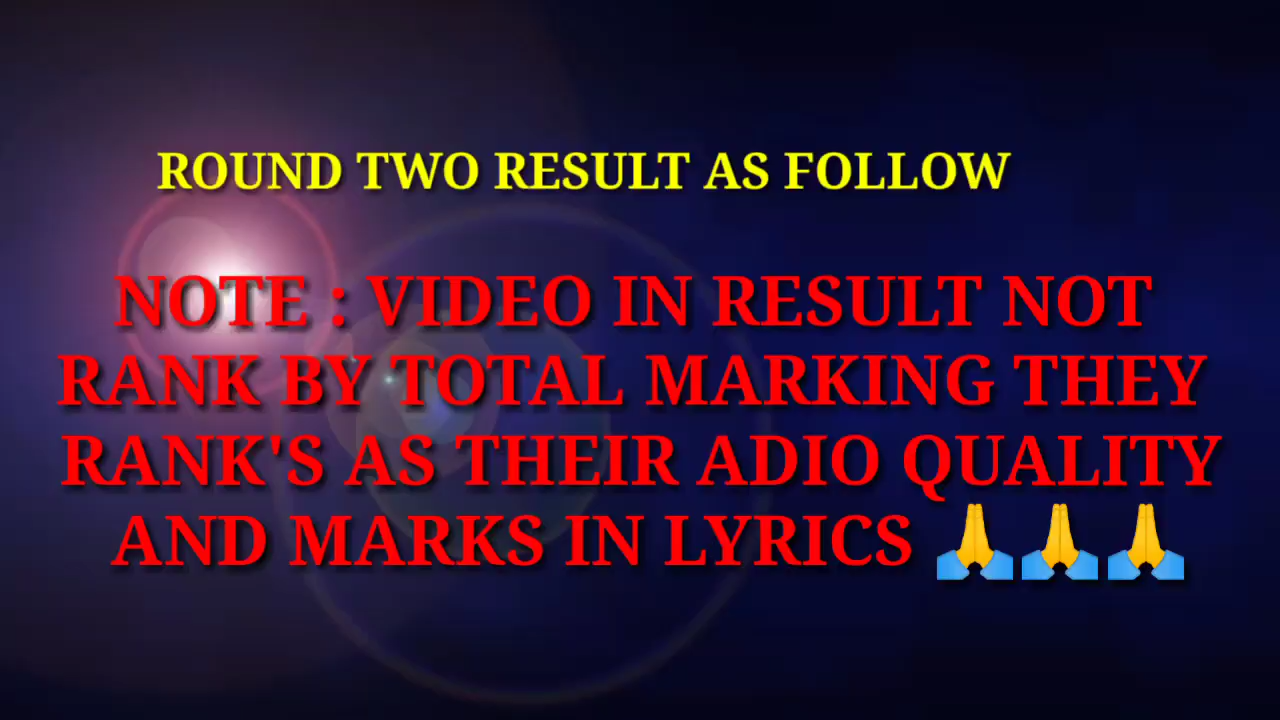 ROUND TWO RESULT AS FOLLOW
NOTE : VIDEO IN RESULT NOT
RANK BY TOTAL MARKING THEY
RANK'S AS THEIR ADIO QUALITY
AND MARKS IN LYRICS 🙏🙏🙏